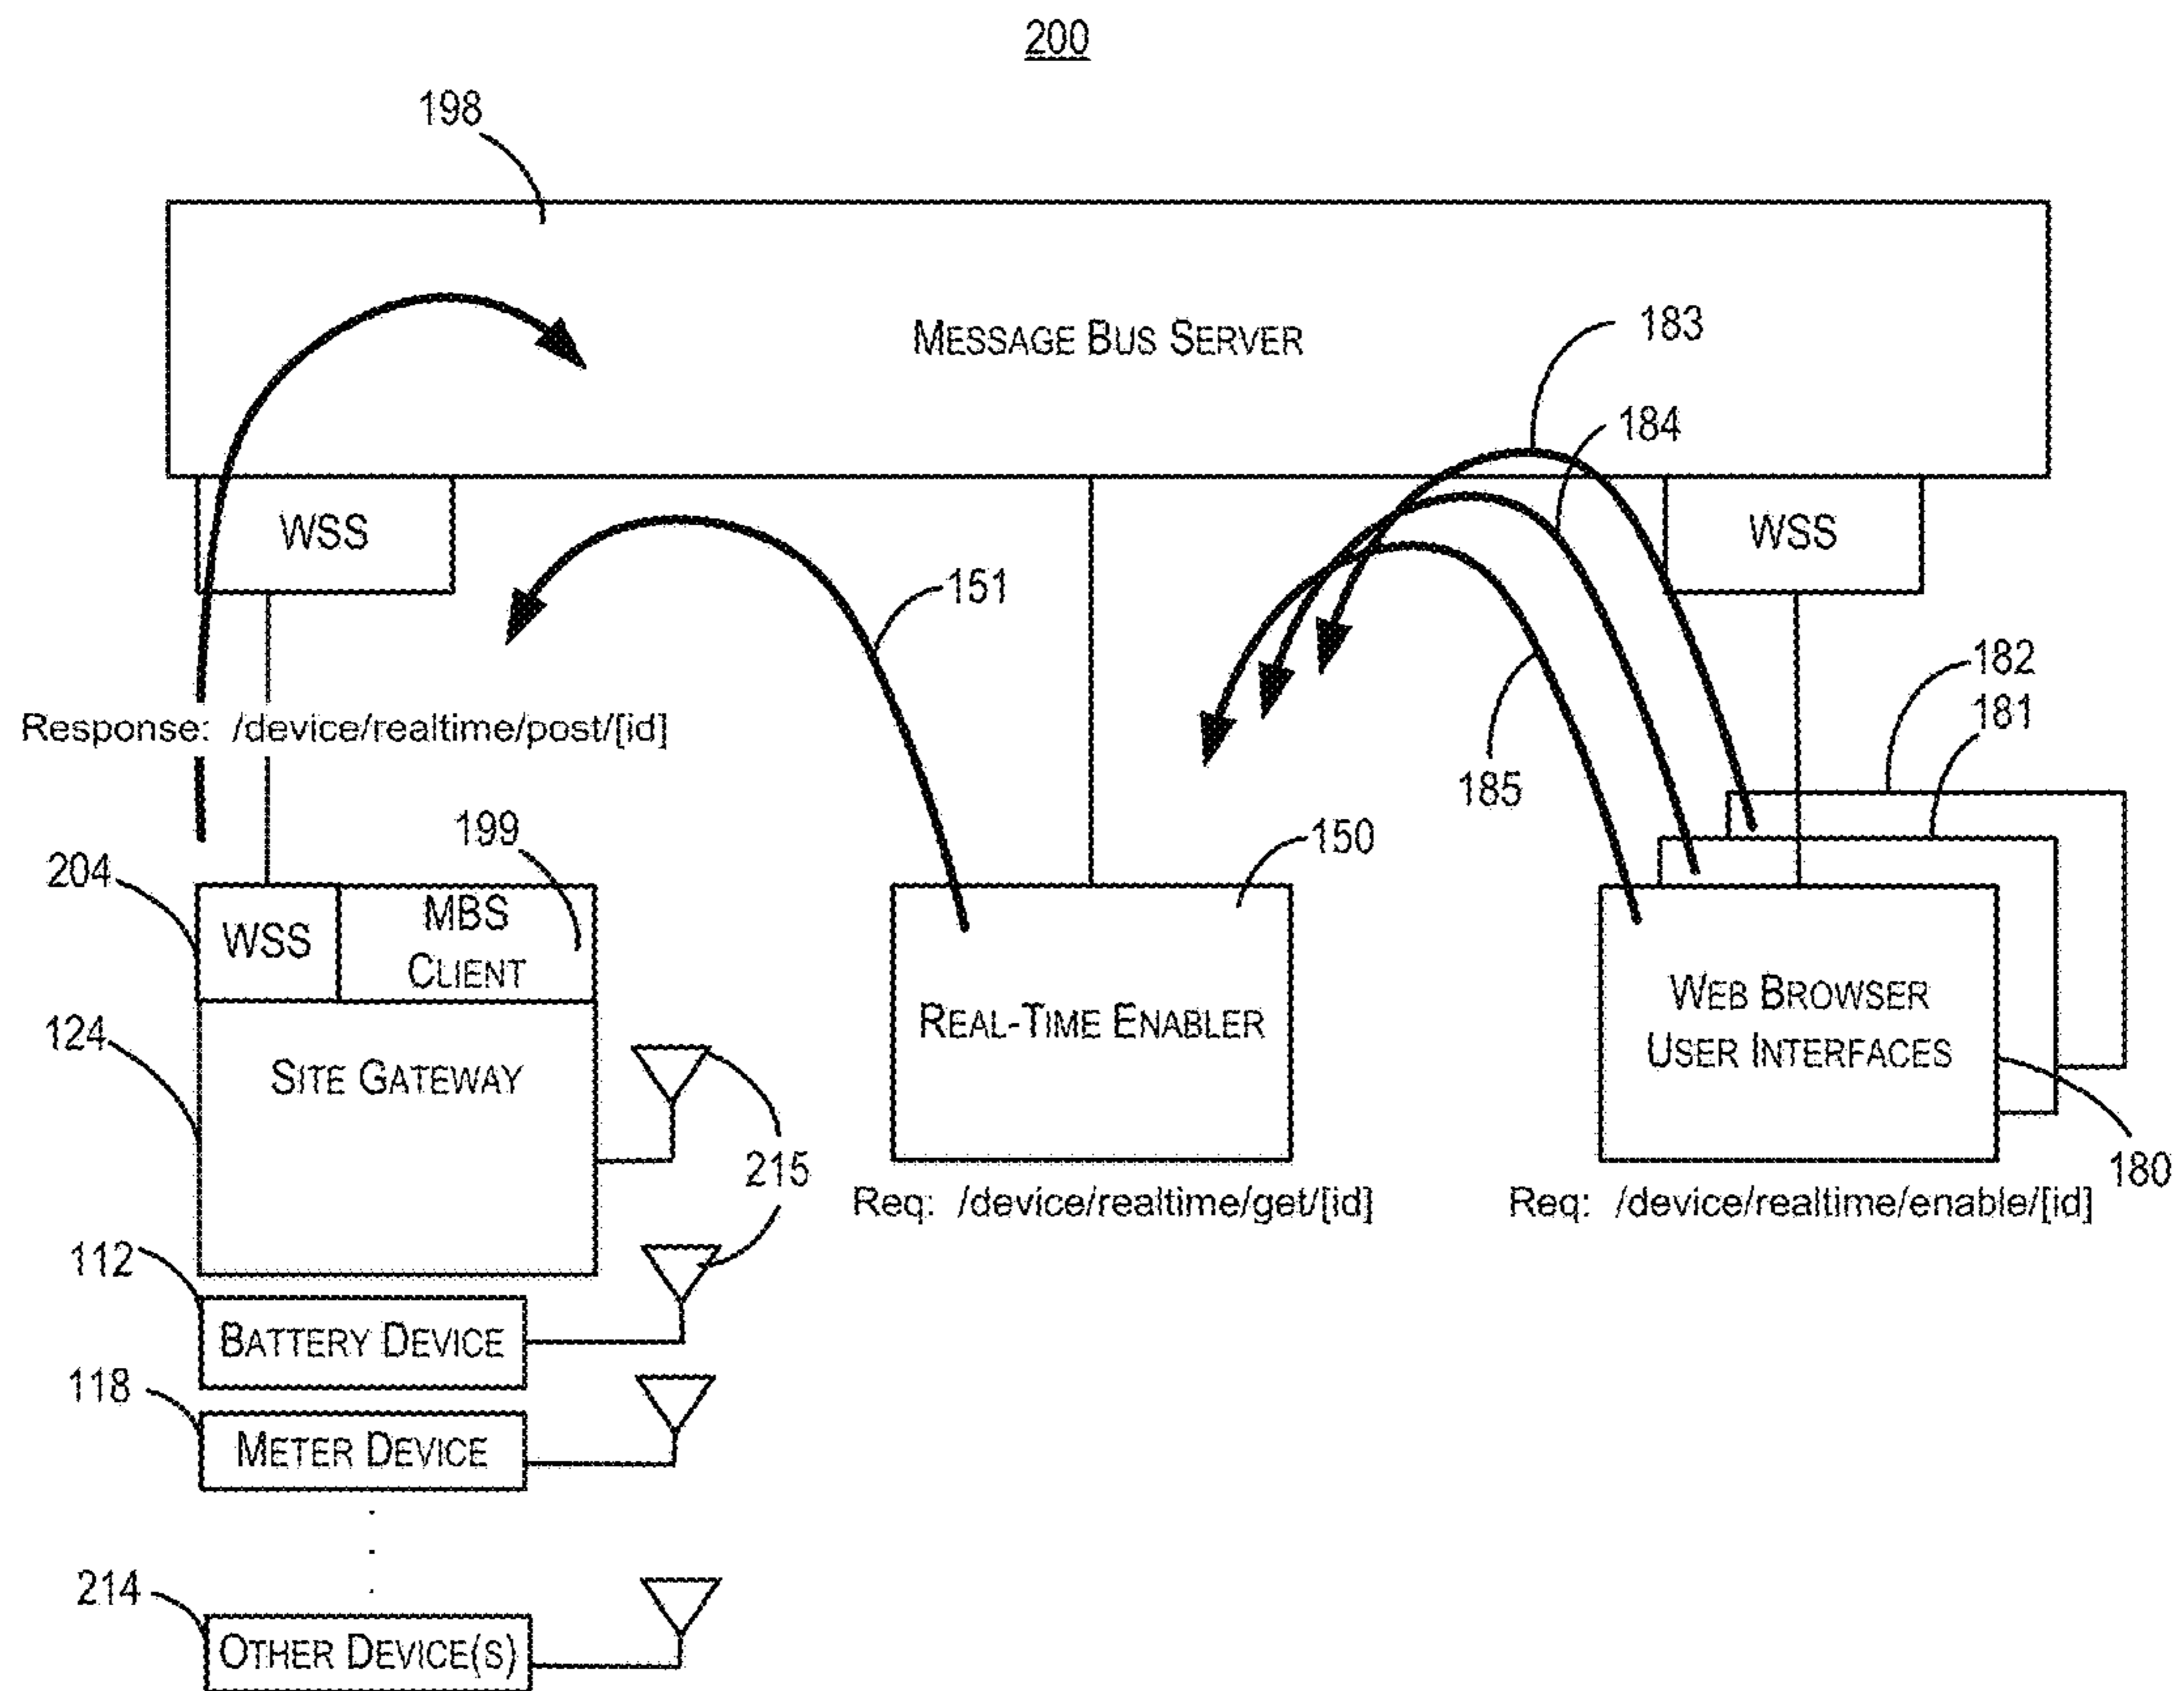 200
198
MESSAGE BUS SERVER
183
184
WSS
WSS
151
182
181
Response: /device/realtime/post/[id]
185
199
150
204
WSS
MBS
CLIENT
124
SITE GATEWAY
REAL-TIME ENABLER
WEB BROWSER
USER INTERFACES
215
180
Req: /device/realtime/get/[id]
Req: /device/realtime/enable/[id]
112
BATTERY DEVICE
118
METER DEVICE
214
OTHER DEVICE(S)